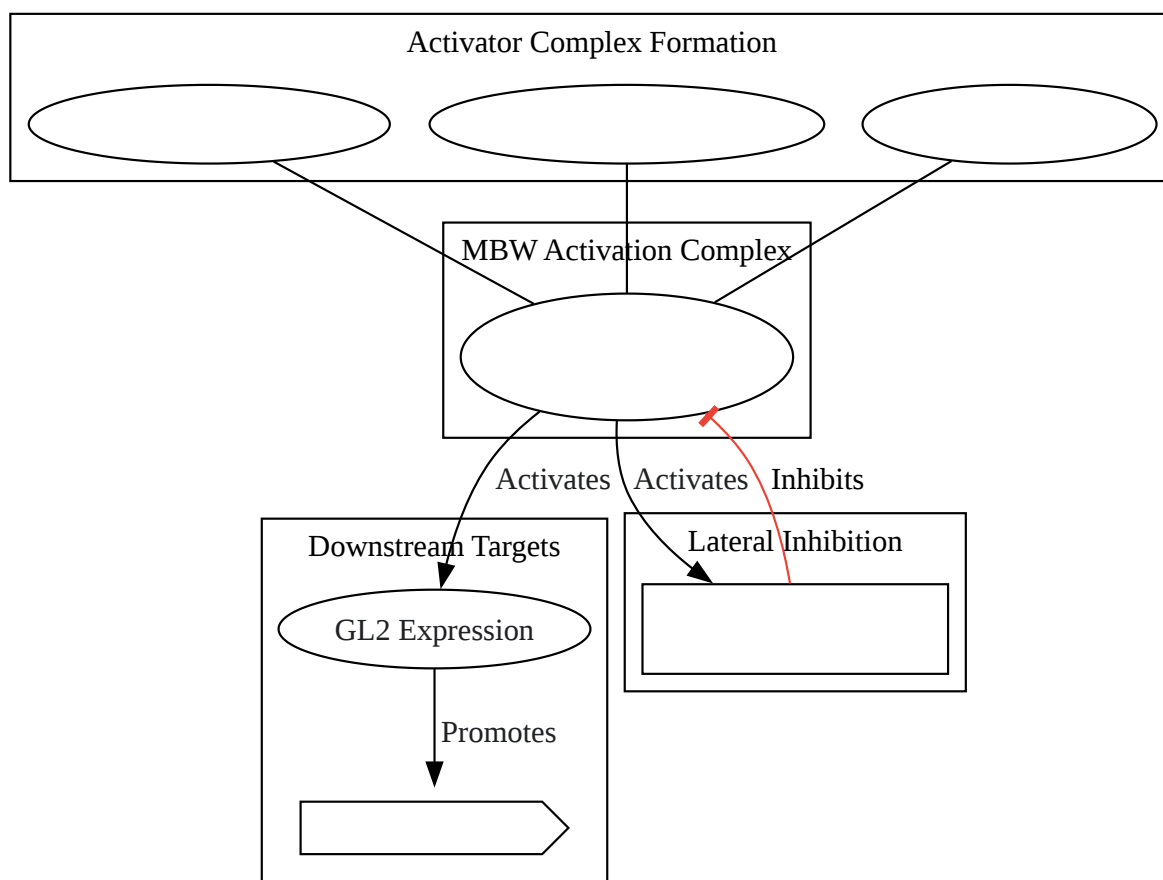 Activator Complex Formation
MBW Activation Complex
Activates
Activates
Inhibits
Downstream Targets
Lateral Inhibition
GL2 Expression
Promotes